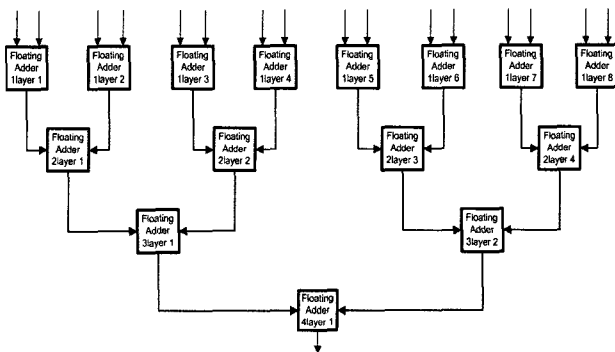 Floating
Adder
1layer 1
Floating
Adder
1layer 2
Floating
Adder
1layer 3
Floating
Adder
1layer 4
Floating
Adder
1layer 5
Floating
Adder
1layer 6
Floating
Adder
1layer 7
Floating
Adder
1layer 8
Floating
Adder
2layer 1
Floating
Adder
2layer 2
Floating
Adder
2layer 3
Floating
Adder
2layer 4
Floating
Adder
3layer 1
Floating
Adder
3layer 2
Floating
Adder
4layer 1